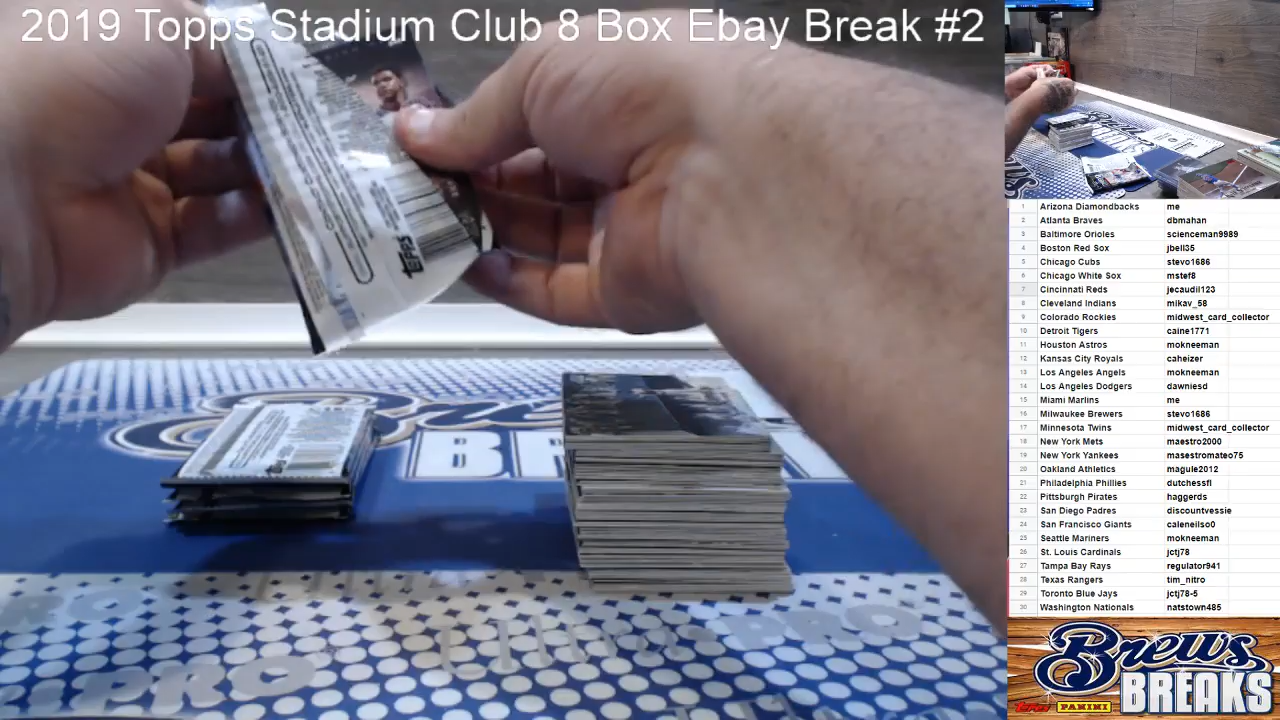 2019 Topps Stadium Club 8 Box Ebay Break #2
1 Arizona Diamondbacks me
2 Atlanta Braves dbmahan
3 Baltimore Orioles scienceman9989
4 Boston Red Sox jbell35
5 Chicago Cubs stevo1686
6 Chicago White Sox mstef8
7 Cincinnati Reds jecaudil123
8 Cleveland Indians mikav_58
9 Colorado Rockies midwest_card_collector
10 Detroit Tigers caine1771
11 Houston Astros mokneeman
12 Kansas City Royals caheizer
13 Los Angeles Angels mokneeman
14 Los Angeles Dodgers dawniesd
15 Miami Marlins me
16 Milwaukee Brewers stevo1686
17 Minnesota Twins midwest_card_collector
18 New York Mets maestro2000
19 New York Yankees masestromateo75
20 Oakland Athletics magule2012
21 Philadelphia Phillies dutchessfl
22 Pittsburgh Pirates haggerds
23 San Diego Padres discountvessie
24 San Francisco Giants caleneilso0
25 Seattle Mariners mokneeman
26 St. Louis Cardinals jctj78
27 Tampa Bay Rays regulator941
28 Texas Rangers tim_nitro
29 Toronto Blue Jays jctj78-5
30 Washington Nationals natstown485
Brews
BREAKS
topps PANINI
topps